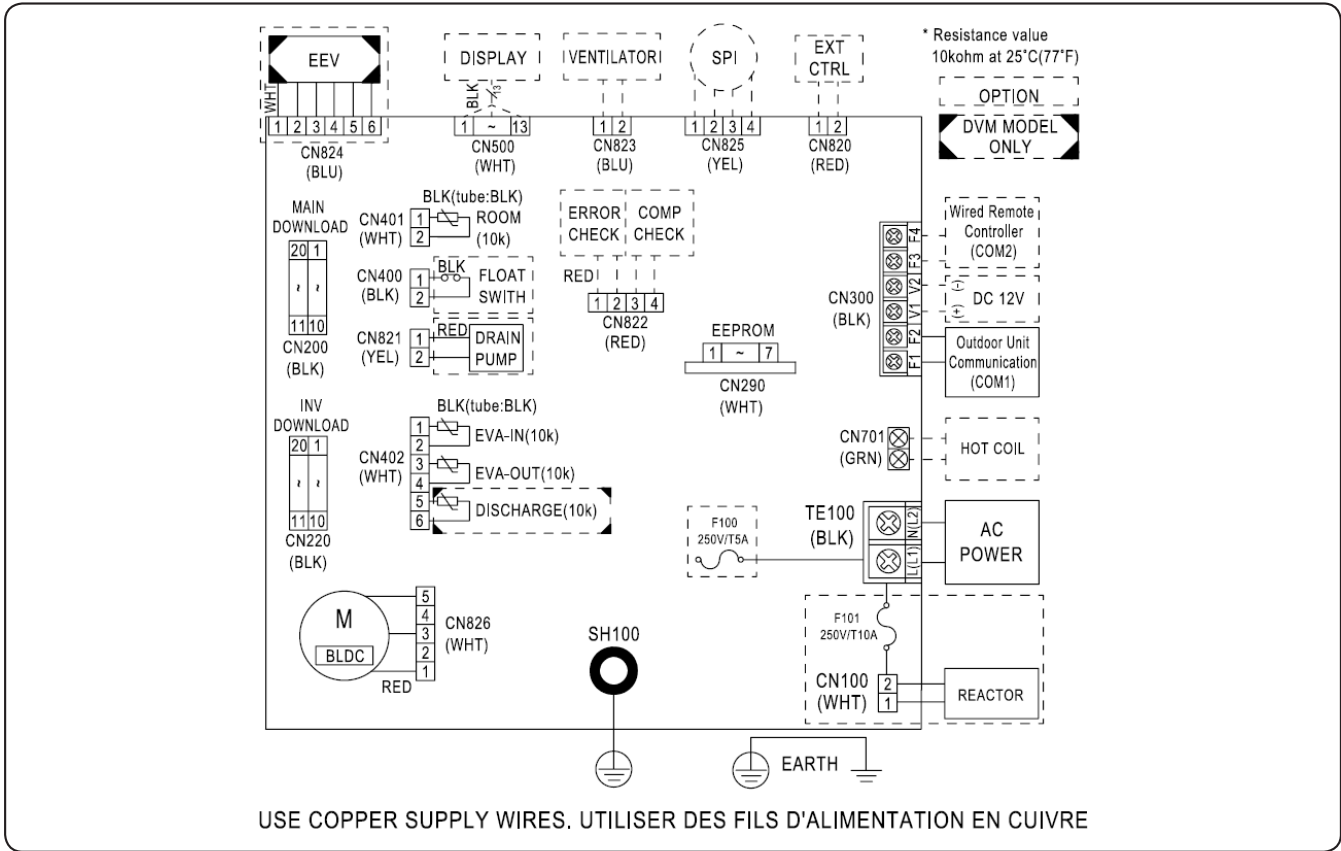 EEV
WHT
1 2 3 4 5 6
CN824
(BLU)
DISPLAY
BLK
13
1 ~ 13
CN500
(WHT)
VENTILATOR
1 2
CN823
(BLU)
SPI
1 2 3 4
CN825
(YEL)
EXT
CTRL
1 2
CN820
(RED)
* Resistance value
10kohm at 25°C(77°F)
OPTION
DVM MODEL
ONLY
MAIN
DOWNLOAD
20 1
~ ~
11 10
CN200
(BLK)
BLK(tube:BLK)
CN401
(WHT)
1
2
ROOM
(10k)
CN400
(BLK)
1
2
BLK
FLOAT
SWITH
CN821
(YEL)
1
2
RED
DRAIN
PUMP
ERROR
CHECK
COMP
CHECK
RED
1 2 3 4
CN822
(RED)
EEPROM
1 ~ 7
CN290
(WHT)
CN300
(BLK)
F4
F3
V2
V1
F2
F1
Wired Remote
Controller
(COM2)
(-)
(+)
DC 12V
Outdoor Unit
Communication
(COM1)
INV
DOWNLOAD
20 1
~ ~
11 10
CN220
(BLK)
BLK(tube:BLK)
CN402
(WHT)
1
2
3
4
5
6
EVA-IN(10k)
EVA-OUT(10k)
DISCHARGE(10k)
CN701
(GRN)
HOT COIL
F100
250V/T5A
TE100
(BLK)
N(L2)
L(L1)
AC
POWER
M
BLDC
5
4
3
2
1
CN826
(WHT)
RED
SH100
F101
250V/T10A
CN100
(WHT)
2
1
REACTOR
EARTH
USE COPPER SUPPLY WIRES. UTILISER DES FILS D'ALIMENTATION EN CUIVRE